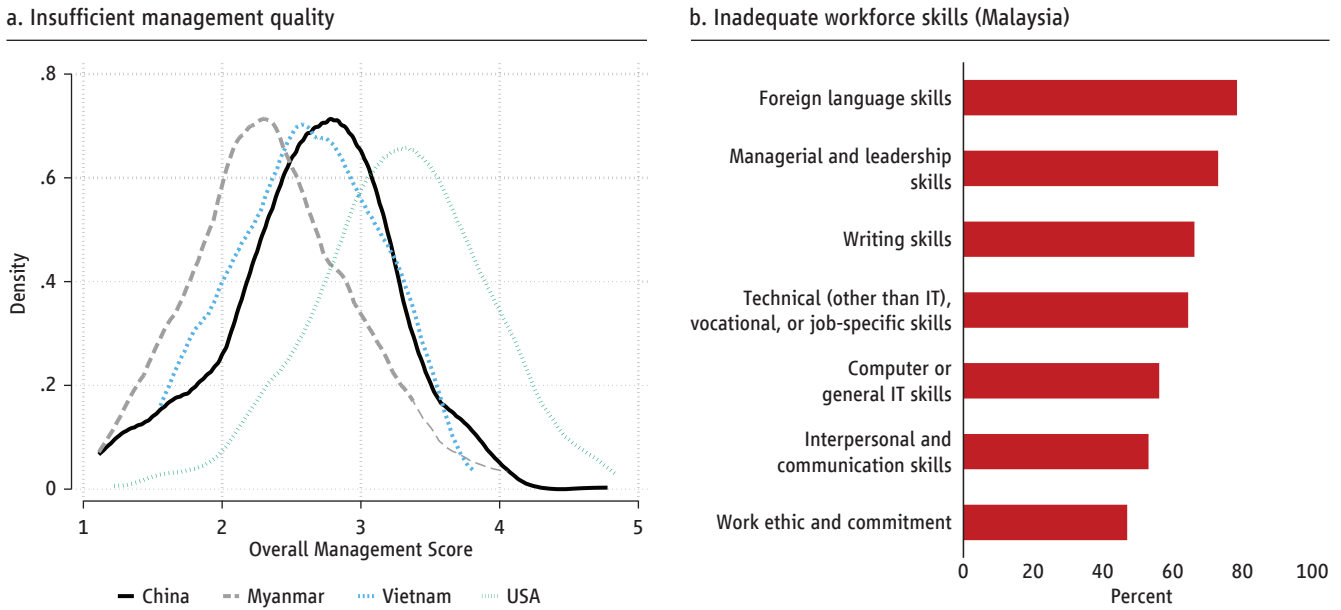 a. Insufficient management quality
.8
.6
.4
.2
0
Density
1 2 3 4 5
Overall Management Score
China Myanmar Vietnam USA
b. Inadequate workforce skills (Malaysia)
Foreign language skills
Managerial and leadership
skills
Writing skills
Technical (other than IT),
vocational, or job-specific skills
Computer or
general IT skills
Interpersonal and
communication skills
Work ethic and commitment
0 20 40 60 80 100
Percent